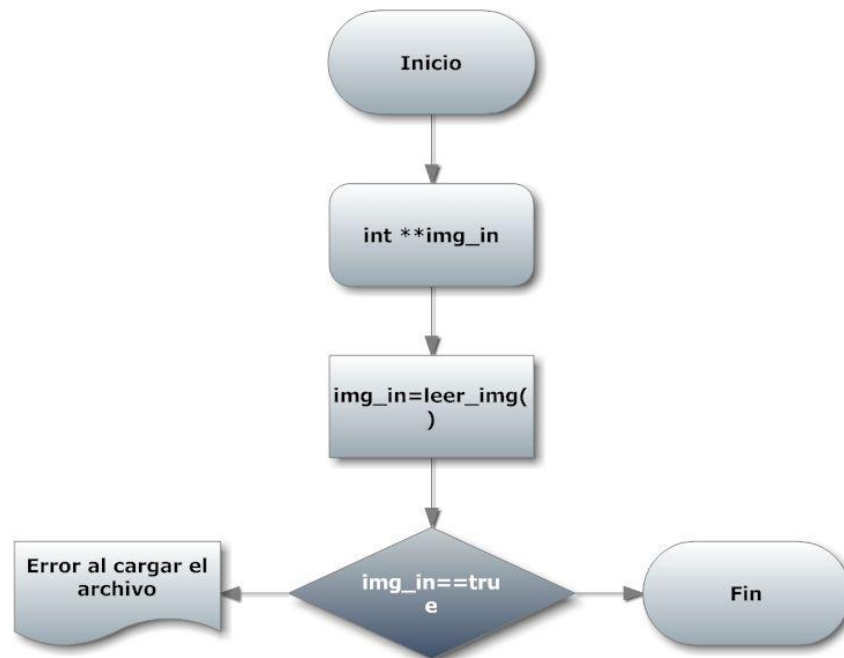 Inicio
int **img_in
img_in=leer_img(
)
Error al cargar el
archivo
img_in==tru
e
Fin